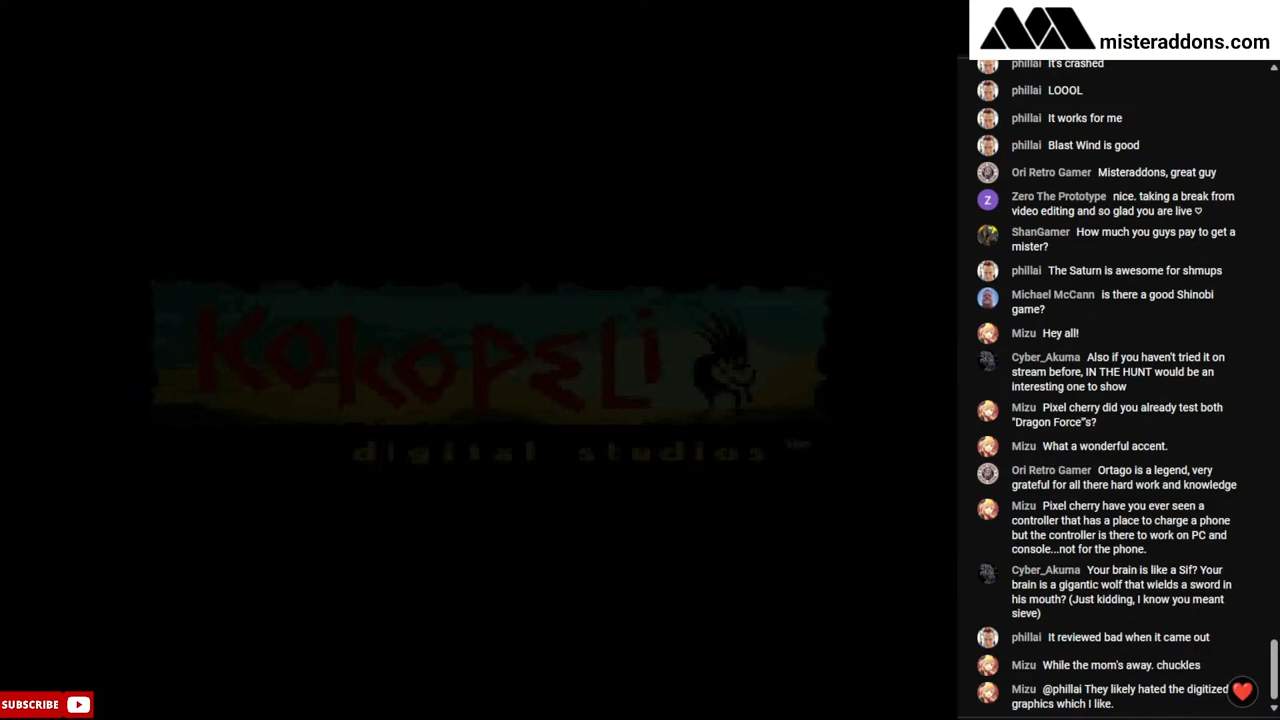 misteraddons.com
phillai It's crashed
phillai LOOOL
phillai It works for me
phillai Blast Wind is good
Ori Retro Gamer Misteraddons, great guy
Z
Zero The Prototype nice. taking a break from
video editing and so glad you are live ♡
ShanGamer How much you guys pay to get a
mister?
phillai The Saturn is awesome for shmups
Michael McCann is there a good Shinobi
game?
Mizu Hey all!
Cyber_Akuma Also if you haven't tried it on
stream before, IN THE HUNT would be an
interesting one to show
Mizu Pixel cherry did you already test both
"Dragon Force"s?
Mizu What a wonderful accent.
Ori Retro Gamer Ortago is a legend, very
grateful for all there hard work and knowledge
Mizu Pixel cherry have you ever seen a
controller that has a place to charge a phone
but the controller is there to work on PC and
console...not for the phone.
Cyber_Akuma Your brain is like a Sif? Your
brain is a gigantic wolf that wields a sword in
his mouth? (Just kidding, I know you meant
sieve)
phillai It reviewed bad when it came out
Mizu While the mom's away. chuckles
Mizu @phillai They likely hated the digitized
graphics which I like.
KOKOPELi
digital studios™
SUBSCRIBE